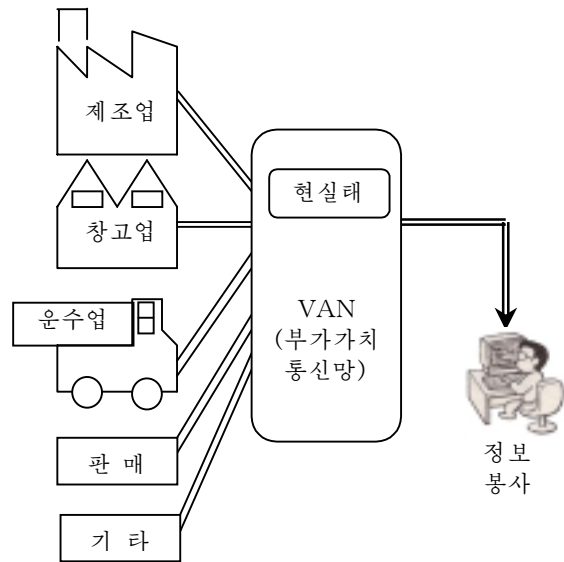 제조업
창고업
운수업
판 매
기 타
현실태
VAN
(부가가치
통신망)
정보
봉사